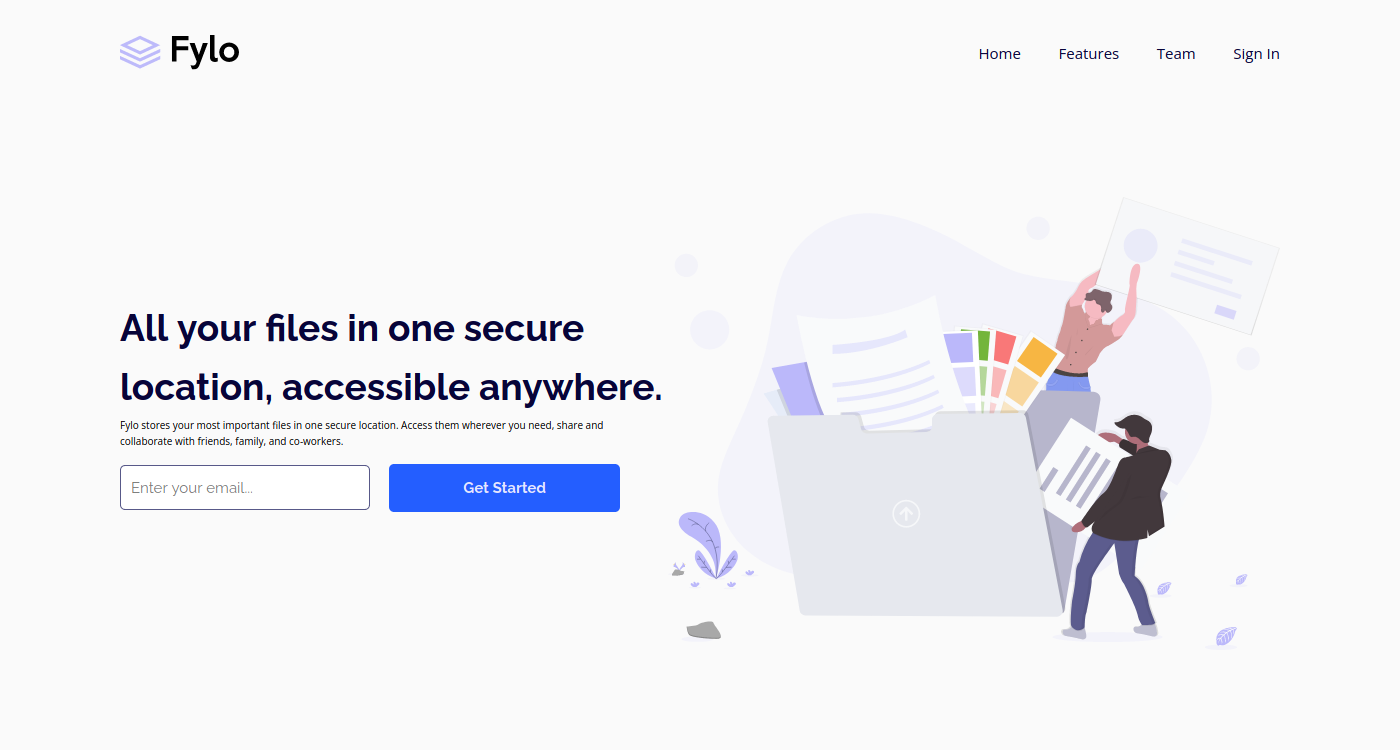 Fylo
Home Features Team Sign In
All your files in one secure
location, accessible anywhere.
Fylo stores your most important files in one secure location. Access them wherever you need, share and
collaborate with friends, family, and co-workers.
Enter your email... Get Started